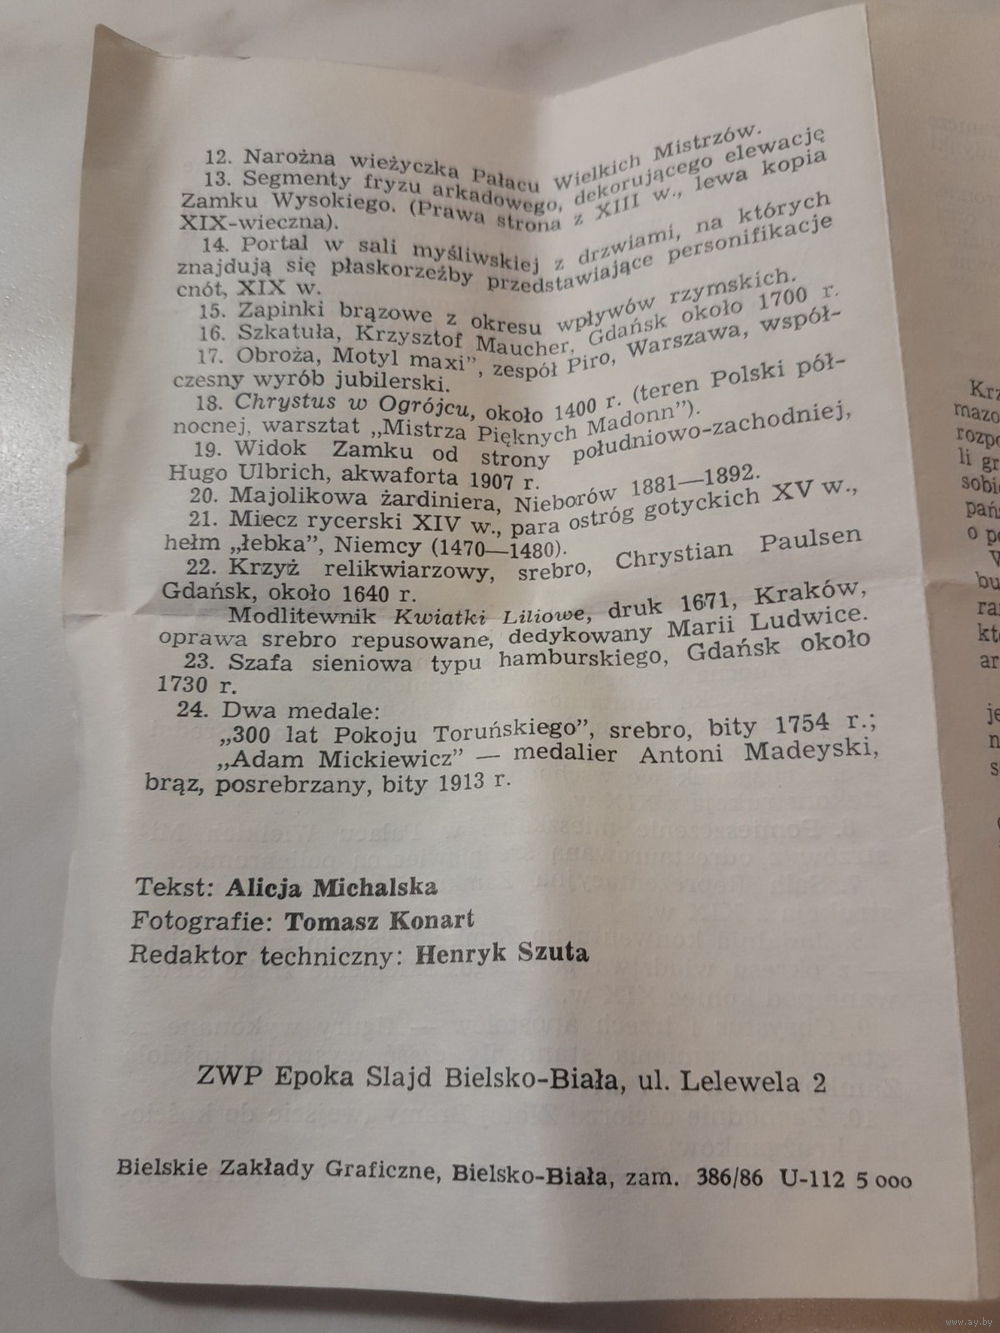 12. Narożna wieżyczka Pałacu Wielkich Mistrzów.
13. Segmenty fryzu arkadowego, dekorującego elewację
Zamku Wysokiego. (Prawa strona z XIII w., lewa kopia
XIX-wieczna).
14. Portal w sali myśliwskiej z drzwiami, na których
znajdują się płaskorzeźby przedstawiające personifikacje
cnót, XIX w.
15. Zapinki brązowe z okresu wpływów rzymskich.
16. Szkatuła, Krzysztof Maucher, Gdańsk około 1700 r.
17. Obroża, Motyl maxi”, zespół Piro, Warszawa, współ-
czesny wyrób jubilerski.
18. Chrystus w Ogrójcu, około 1400 r. (teren Polski pół-
nocnej, warsztat „Mistrza Pięknych Madonn”).
19. Widok Zamku od strony południowo-zachodniej,
Hugo Ulbrich, akwaforta 1907 r.
20. Majolikowa żardiniera, Nieborów 1881—1892.
21. Miecz rycerski XIV w., para ostróg gotyckich XV w.,
hełm „łebka”, Niemcy (1470—1480).
22. Krzyż relikwiarzowy, srebro, Chrystian Paulsen
Gdańsk, około 1640 r.
Modlitewnik Kwiatki Liliowe, druk 1671, Kraków,
oprawa srebro repusowane, dedykowany Marii Ludwice.
23. Szafa sieniowa typu hamburskiego, Gdańsk około
1730 r.
24. Dwa medale:
„300 lat Pokoju Toruńskiego”, srebro, bity 1754 r.;
„Adam Mickiewicz” — medalier Antoni Madeyski,
brąz, posrebrzany, bity 1913 r.
Tekst: Alicja Michalska
Fotografie: Tomasz Konart
Redaktor techniczny: Henryk Szuta
ZWP Epoka Slajd Bielsko-Biała, ul. Lelewela 2
Bielskie Zakłady Graficzne, Bielsko-Biała, zam. 386/86 U-112 5 000
www.ay.by